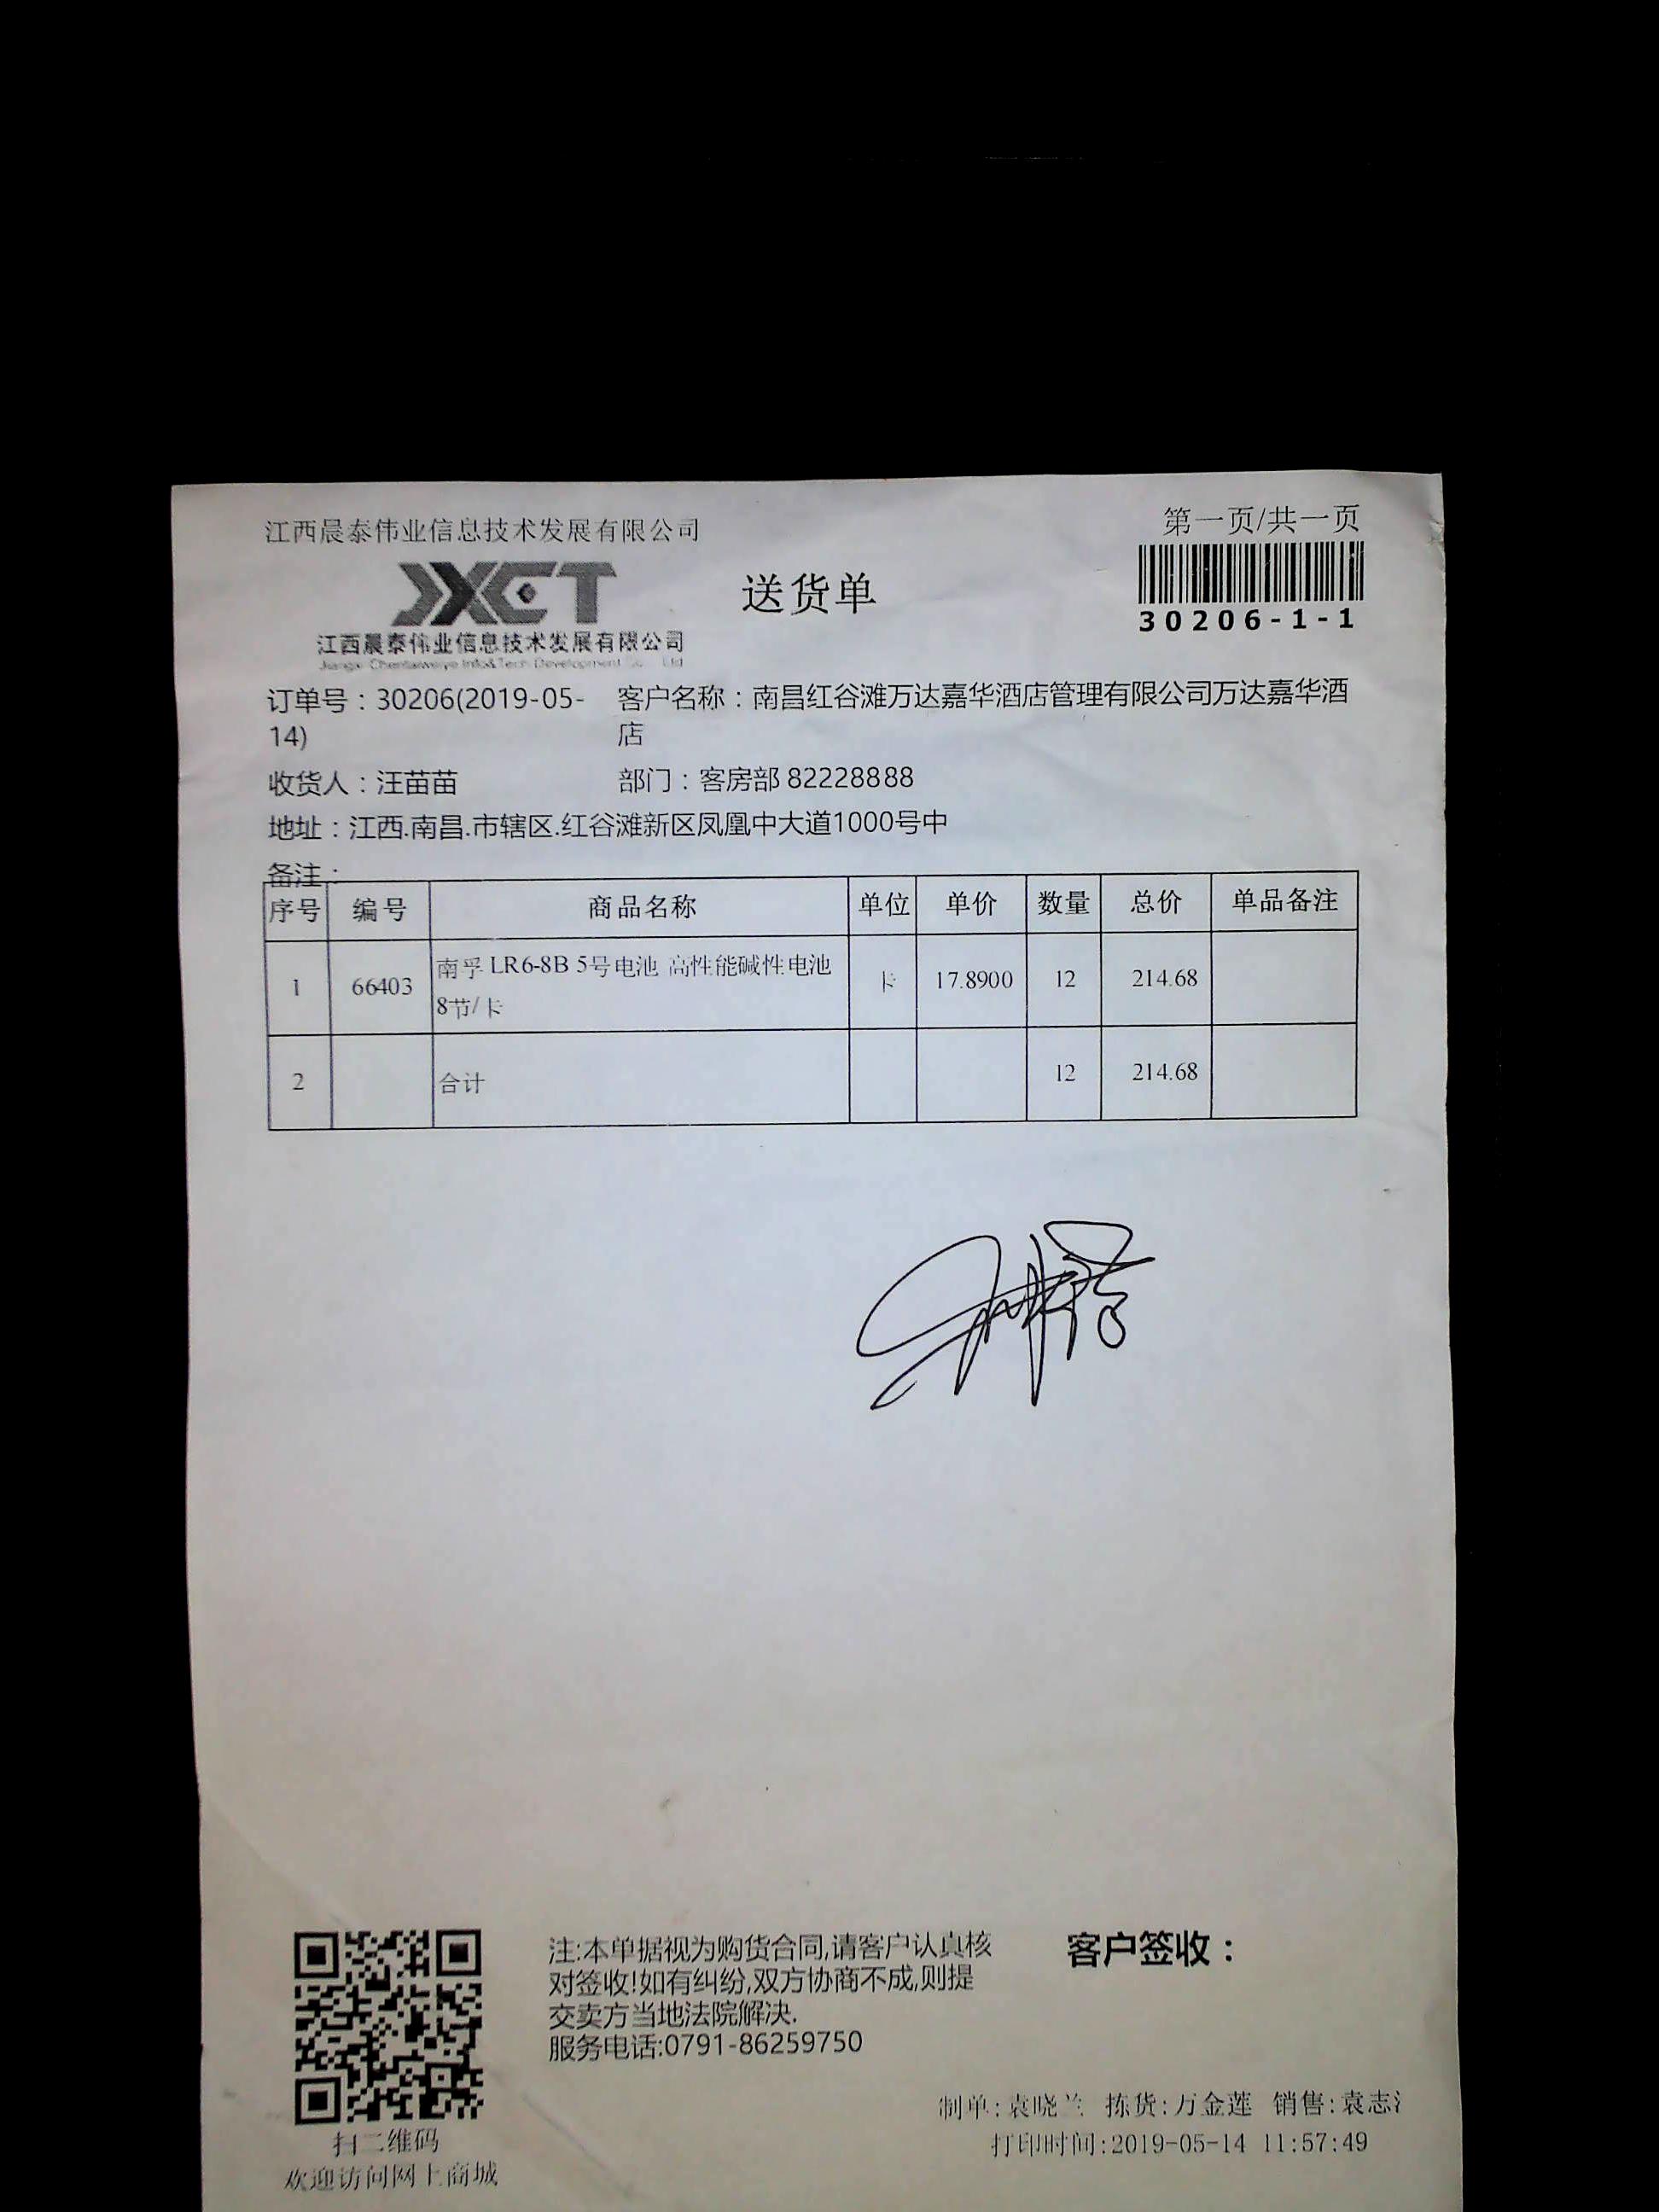 江西晨泰伟业信息技术发展有限公司
第一页/共一页
JXCT
送货单
30206-1-1
江西晨泰伟业信息技术发展有限公司
Jiangxi Chentaiweiye Info&Tech Development Co. Ltd
订单号：30206(2019-05-14)
客户名称：南昌红谷滩万达嘉华酒店管理有限公司万达嘉华酒店
收货人：汪苗苗 部门：客房部 82228888
地址：江西.南昌.市辖区.红谷滩新区凤凰中大道1000号中
备注：
序号 编号 商品名称 单位 单价 数量 总价 单品备注
1 66403 南孚 LR6-8B 5号电池 高性能碱性电池 8节/卡 卡 17.8900 12 214.68
2 合计 12 214.68
注:本单据视为购货合同,请客户认真核
对签收!如有纠纷,双方协商不成,则提
交卖方当地法院解决.
服务电话:0791-86259750
客户签收：
制单:袁晓兰 拣货:万金莲 销售:袁志
打印时间:2019-05-14 11:57:49
扫二维码
欢迎访问网上商城